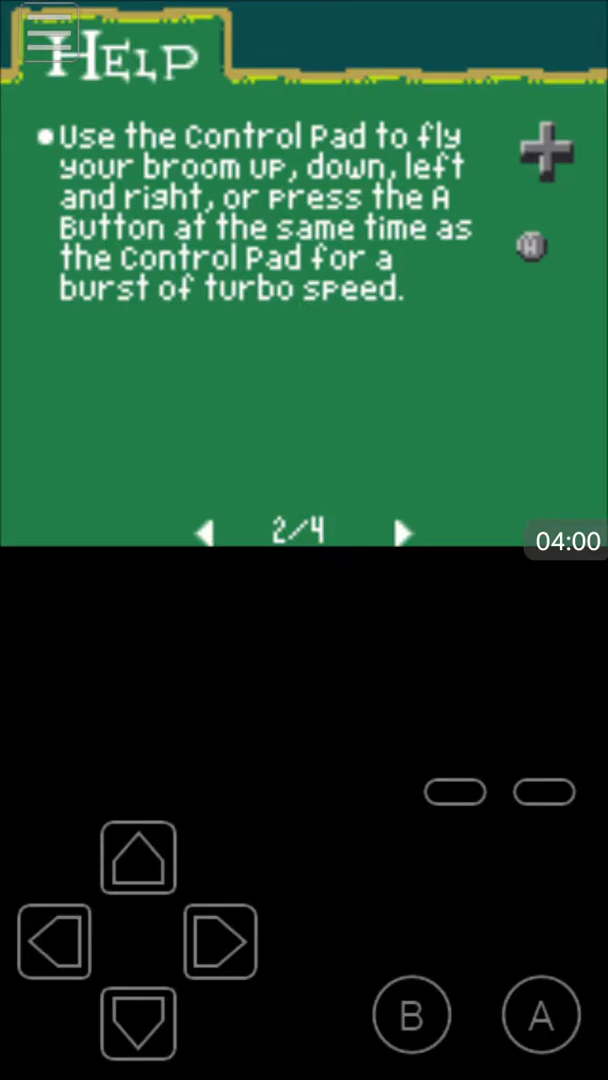 Help
Use the Control Pad to fly
your broom up, down, left
and right, or press the A
Button at the same time as
the Control Pad for a
burst of turbo speed.
A
2/4
04:00
B A